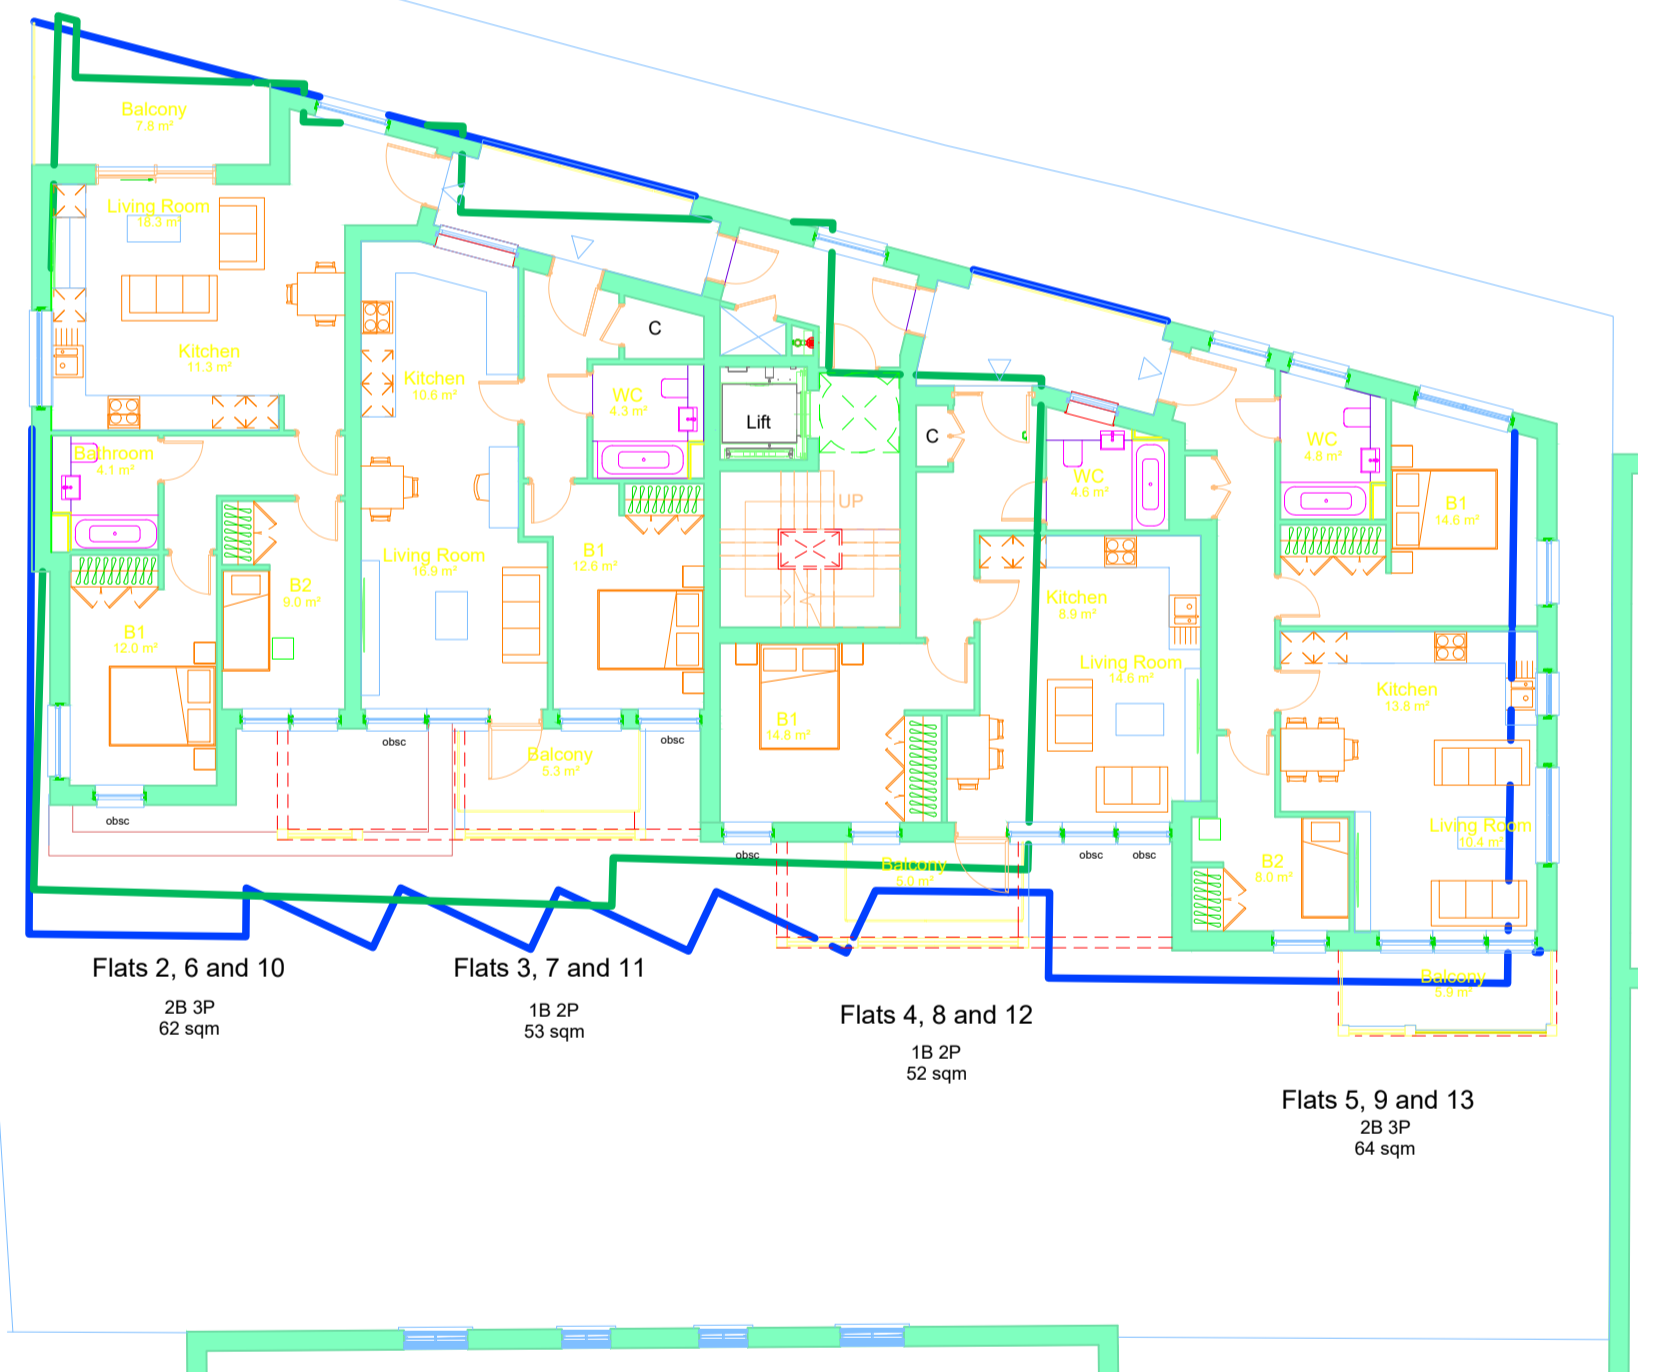 Balcony
7.8 m²
Living Room
18.3 m²
Kitchen
11.3 m²
Bathroom
4.1 m²
B1
12.0 m²
B2
9.0 m²
obsc
Kitchen
10.6 m²
Living Room
16.9 m²
C
WC
4.3 m²
B1
12.6 m²
obsc
Balcony
5.3 m²
obsc
Lift
UP
C
B1
14.8 m²
obsc
WC
4.6 m²
Kitchen
8.9 m²
Living Room
14.6 m²
Balcony
5.0 m²
obsc
obsc
WC
4.8 m²
B1
14.6 m²
Kitchen
13.8 m²
Living Room
10.4 m²
B2
8.0 m²
Balcony
5.9 m²
Flats 2, 6 and 10
2B 3P
62 sqm
Flats 3, 7 and 11
1B 2P
53 sqm
Flats 4, 8 and 12
1B 2P
52 sqm
Flats 5, 9 and 13
2B 3P
64 sqm